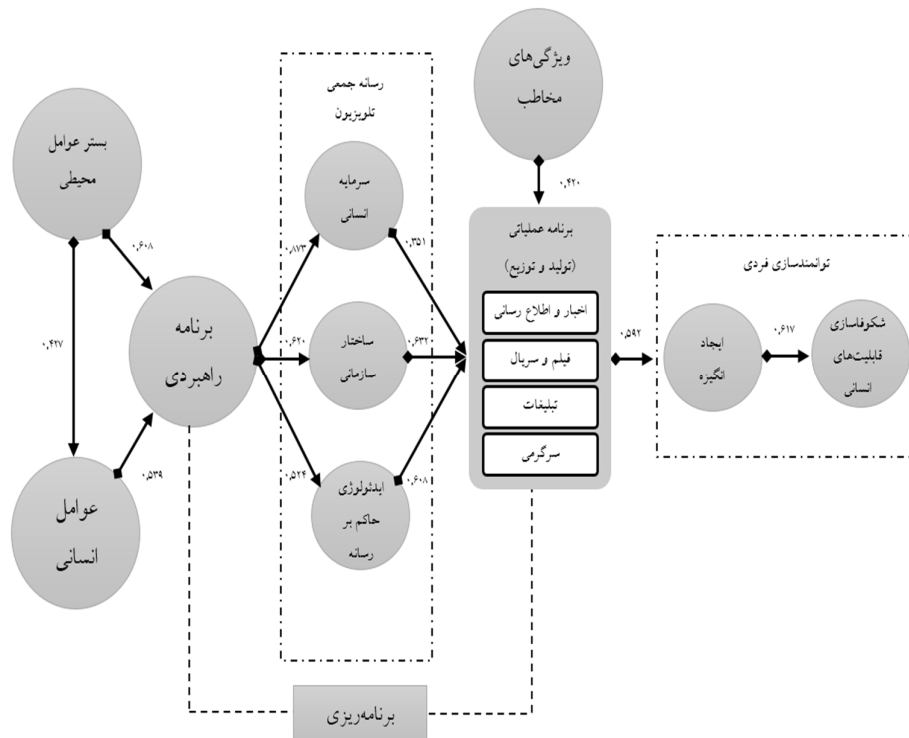 ویژگی‌های
مخاطب
رسانه جمعی
تلویزیون
بستر عوامل
محیطی
سرمایه
انسانی
۰٫۴۲۰
برنامه عملیاتی
(تولید و توزیع)
۰٫۶۰۸
۰٫۸۷۳
۰٫۳۵۱
توانمندسازی فردی
اخبار و اطلاع رسانی
برنامه
راهبردی
۰٫۶۲۰
ساختار
سازمانی
۰٫۶۳۲
فیلم و سریال
۰٫۵۹۲
ایجاد
انگیزه
۰٫۶۱۷
شکوفاسازی
قابلیت‌های
انسانی
تبلیغات
سرگرمی
۰٫۴۲۷
۰٫۵۳۹
۰٫۵۲۴
۰٫۶۰۸
عوامل
انسانی
ایدئولوژی
حاکم بر
رسانه
برنامه‌ریزی